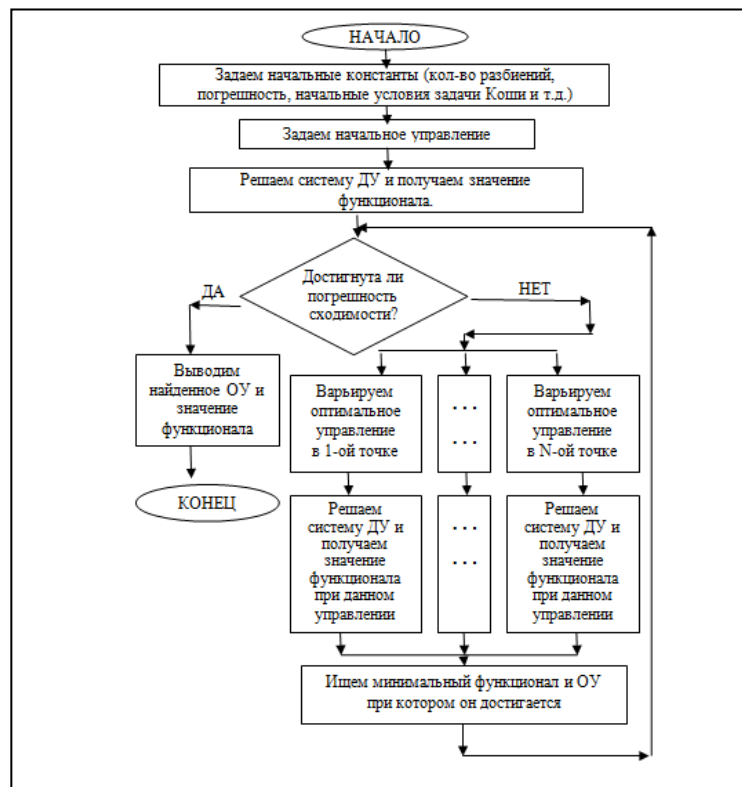 НАЧАЛО
Задаем начальные константы (кол-во разбиений,
погрешность, начальные условия задачи Коши и т.д.)
Задаем начальное управление
Решаем систему ДУ и получаем значение
функционала.
Достигнута ли
погрешность
сходимости?
ДА
НЕТ
Выводим
найденное ОУ и
значение
функционала
КОНЕЦ
Варьируем
оптимальное
управление
в 1-ой точке
. . .
. . .
Варьируем
оптимальное
управление
в N-ой точке
Решаем
систему ДУ и
получаем
значение
функционала
при данном
управлении
. . .
. . .
Решаем
систему ДУ и
получаем
значение
функционала
при данном
управлении
Ищем минимальный функционал и ОУ
при котором он достигается